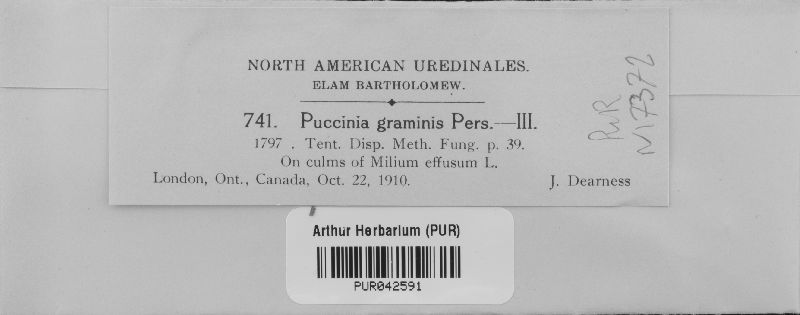 NORTH AMERICAN UREDINALES.
ELAM BARTHOLOMEW.
741. Puccinia graminis Pers.—III.
1797 . Tent. Disp. Meth. Fung. p. 39.
On culms of Milium effusum L.
London, Ont., Canada, Oct. 22, 1910. J. Dearness
PUR
N17372
Arthur Herbarium (PUR)
PUR042591